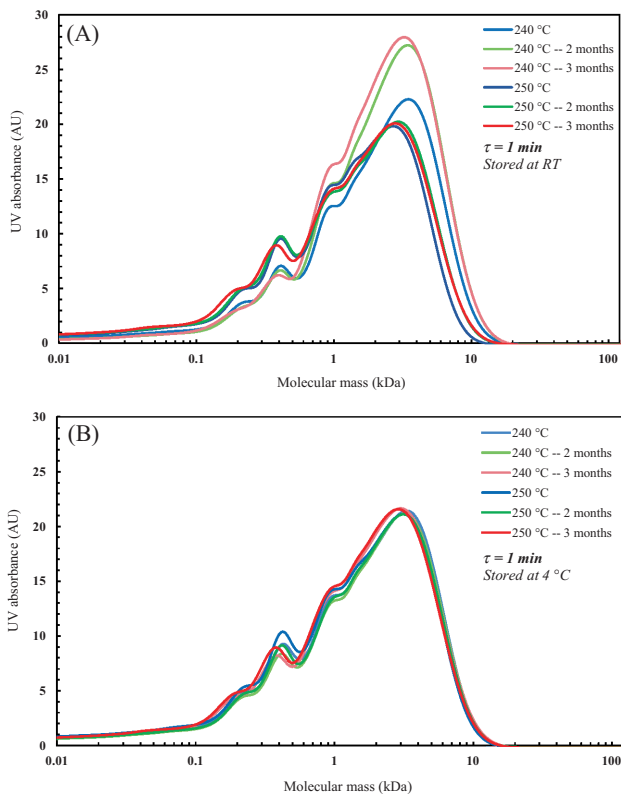 (A)
30
25
20
15
10
5
0
UV absorbance (AU)
0.01 0.1 1 10 100
Molecular mass (kDa)
240 °C
240 °C -- 2 months
240 °C -- 3 months
250 °C
250 °C -- 2 months
250 °C -- 3 months
τ = 1 min
Stored at RT
(B)
30
25
20
15
10
5
0
UV absorbance (AU)
0.01 0.1 1 10 100
Molecular mass (kDa)
240 °C
240 °C -- 2 months
240 °C -- 3 months
250 °C
250 °C -- 2 months
250 °C -- 3 months
τ = 1 min
Stored at 4 °C